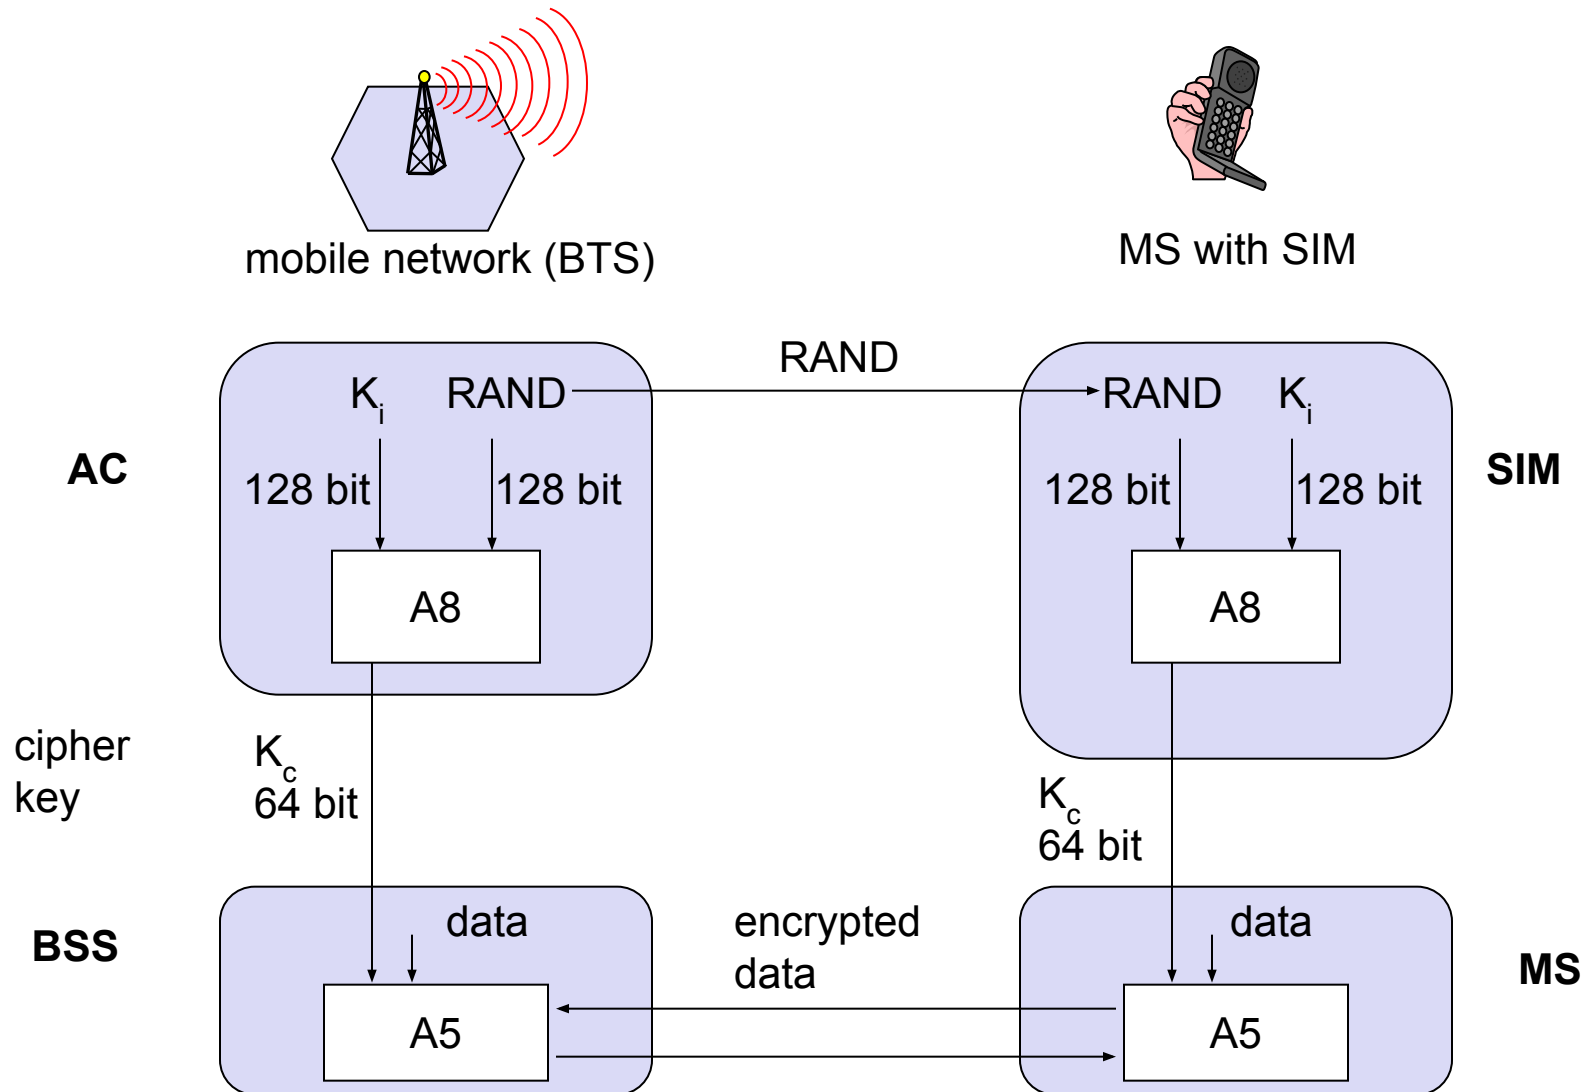 mobile network (BTS)
MS with SIM
RAND
Ki RAND
RAND Ki
AC
128 bit 128 bit
128 bit 128 bit
SIM
A8
A8
cipher
key
Kc
64 bit
Kc
64 bit
BSS
data
encrypted
data
data
MS
A5
A5